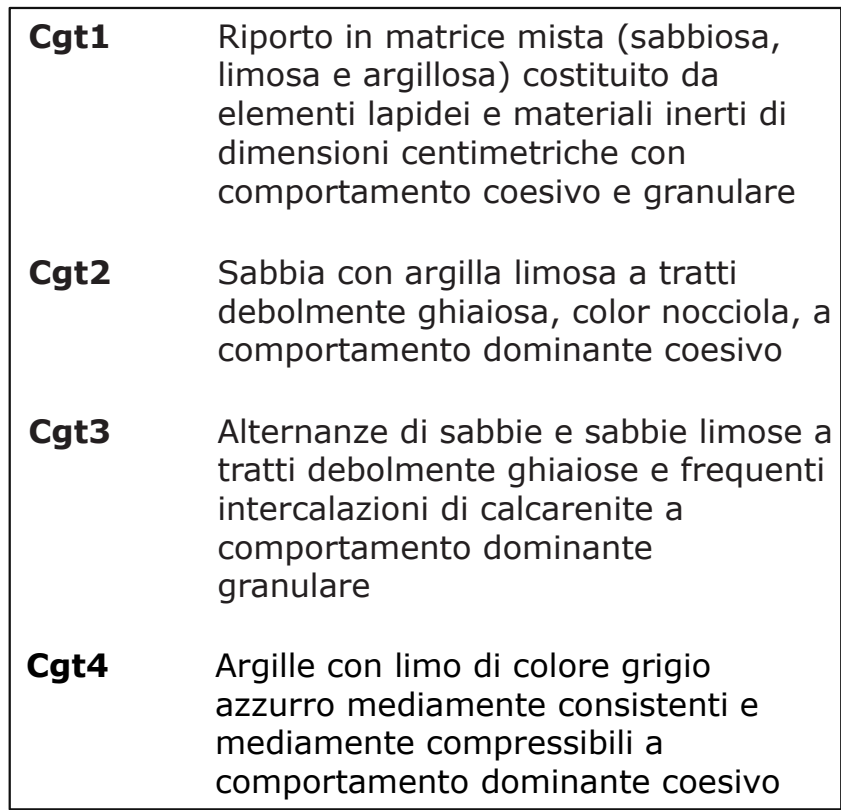 Cgt1 Riporto in matrice mista (sabbiosa,
limosa e argillosa) costituito da
elementi lapidei e materiali inerti di
dimensioni centimetriche con
comportamento coesivo e granulare
Cgt2 Sabbia con argilla limosa a tratti
debolmente ghiaiosa, color nocciola, a
comportamento dominante coesivo
Cgt3 Alternanze di sabbie e sabbie limose a
tratti debolmente ghiaiose e frequenti
intercalazioni di calcarenite a
comportamento dominante
granulare
Cgt4 Argille con limo di colore grigio
azzurro mediamente consistenti e
mediamente compressibili a
comportamento dominante coesivo